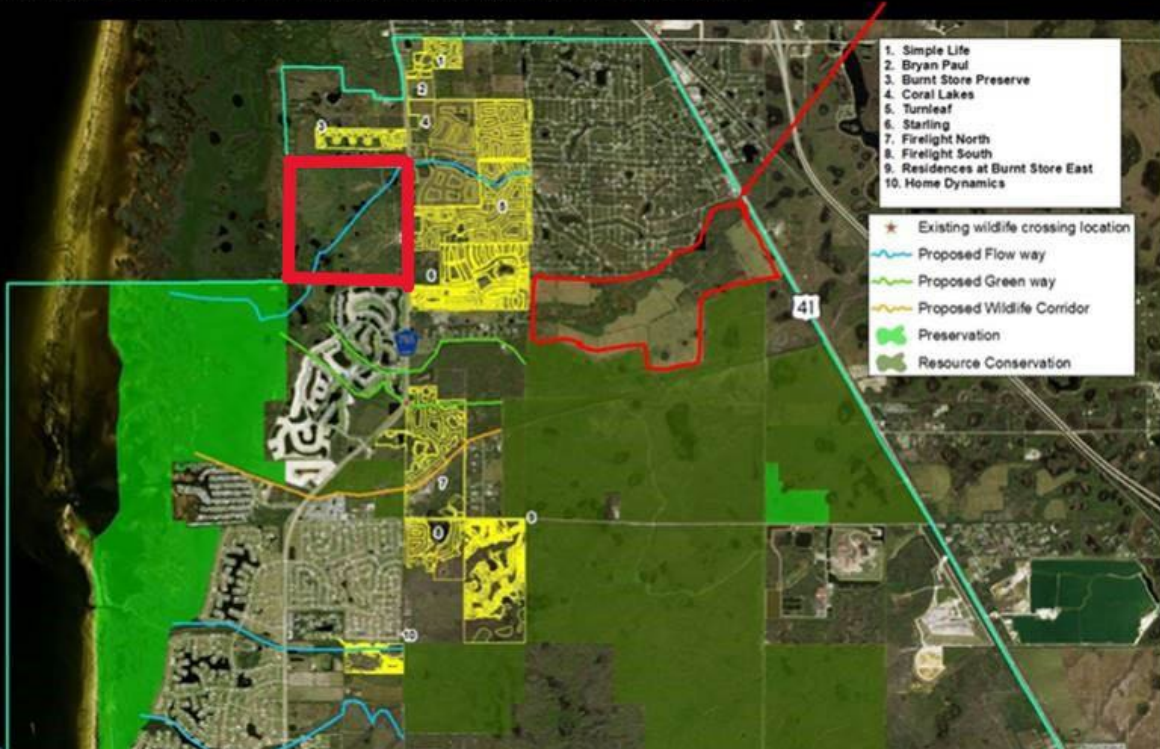 1. Simple Life
2. Bryan Paul
3. Burnt Store Preserve
4. Coral Lakes
5. Turnleaf
6. Starling
7. Firelight North
8. Firelight South
9. Residences at Burnt Store East
10. Home Dynamics
Existing wildlife crossing location
Proposed Flow way
Proposed Green way
Proposed Wildlife Corridor
Preservation
Resource Conservation
1
2
3
4
5
6
41
765
7
9
8
10